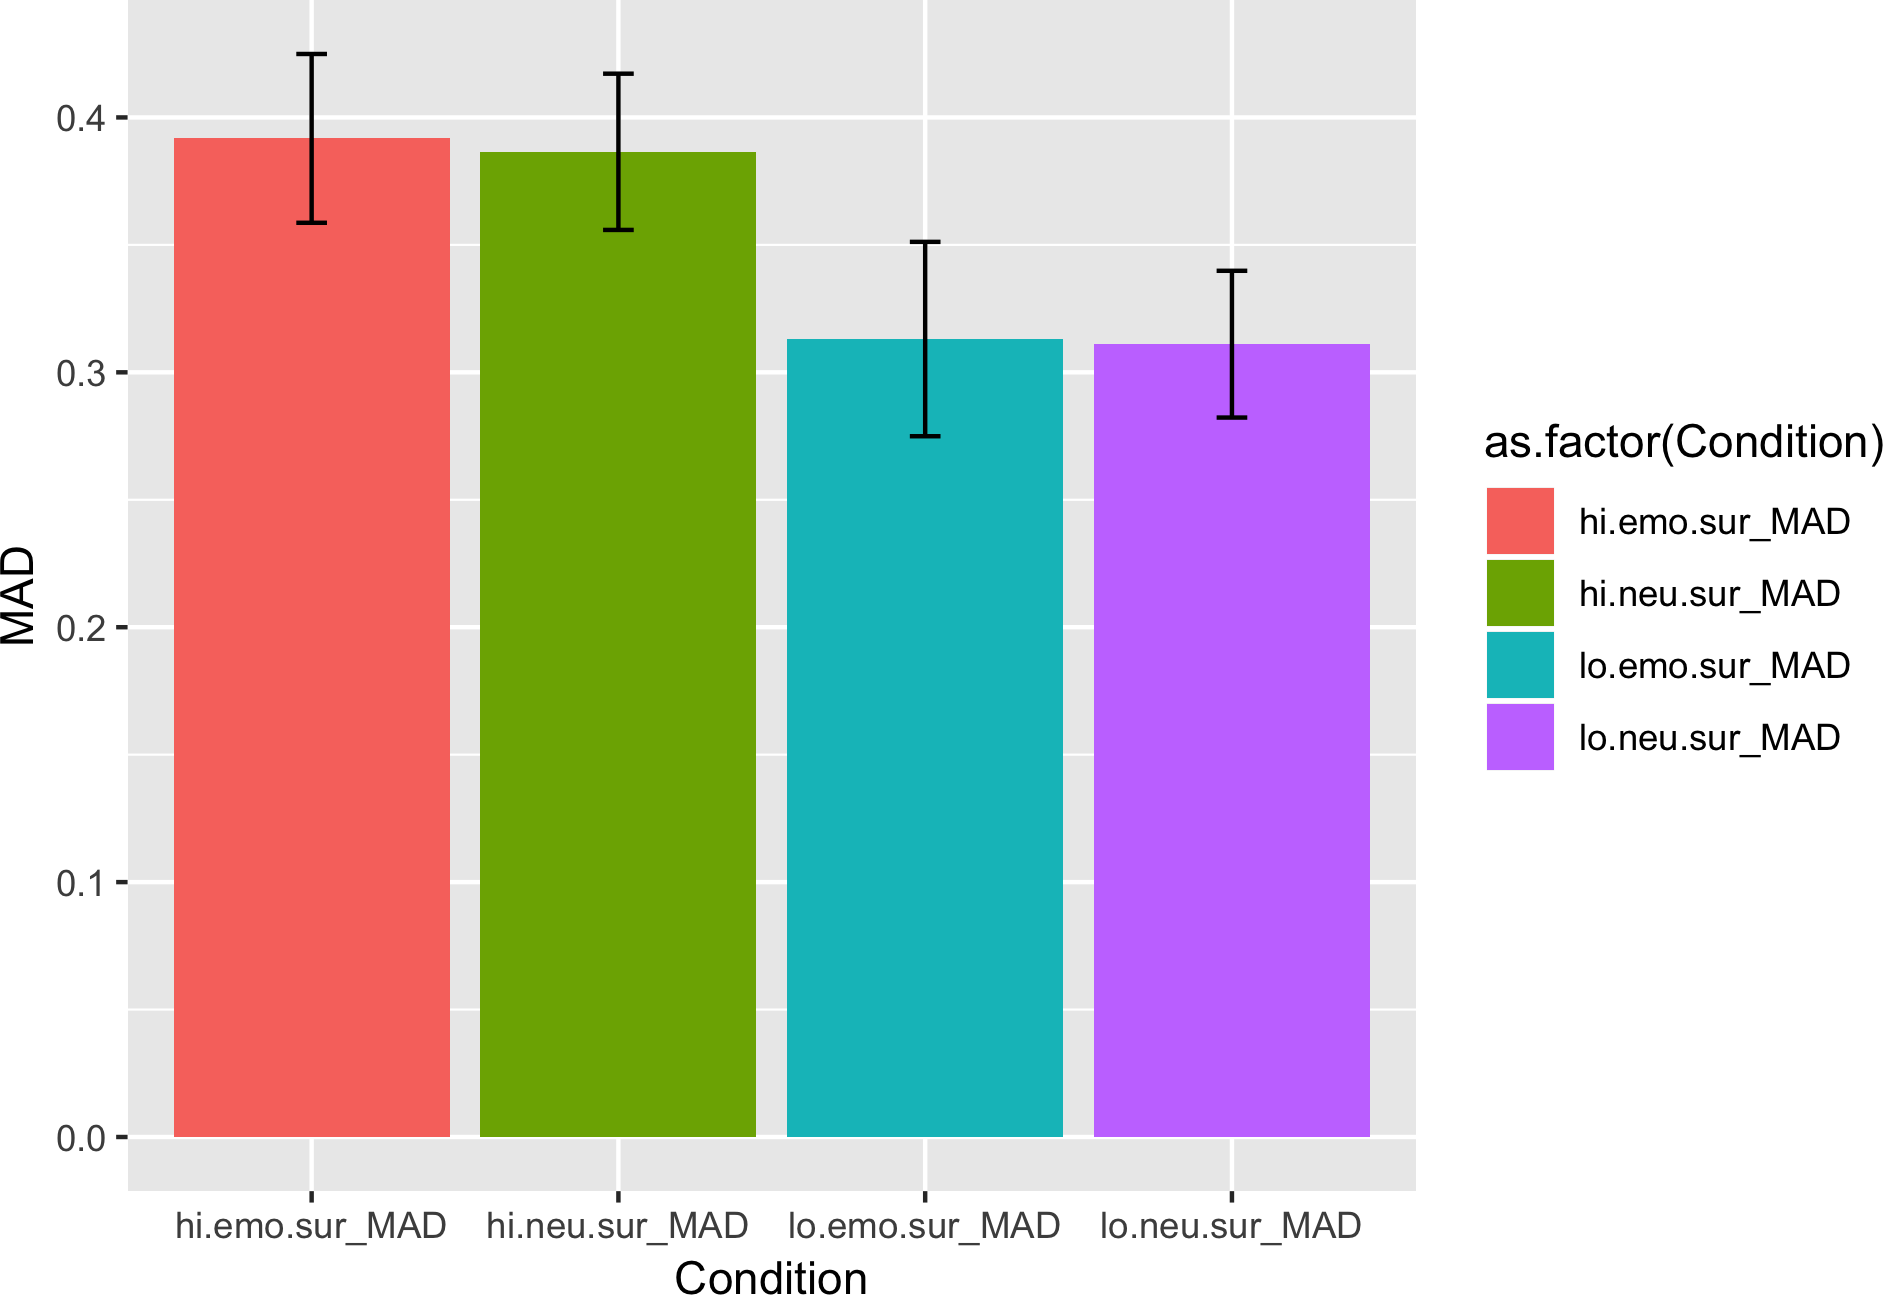 MAD
0.4
0.3
0.2
0.1
0.0
hi.emo.sur_MAD hi.neu.sur_MAD lo.emo.sur_MAD lo.neu.sur_MAD
Condition
as.factor(Condition)
hi.emo.sur_MAD
hi.neu.sur_MAD
lo.emo.sur_MAD
lo.neu.sur_MAD